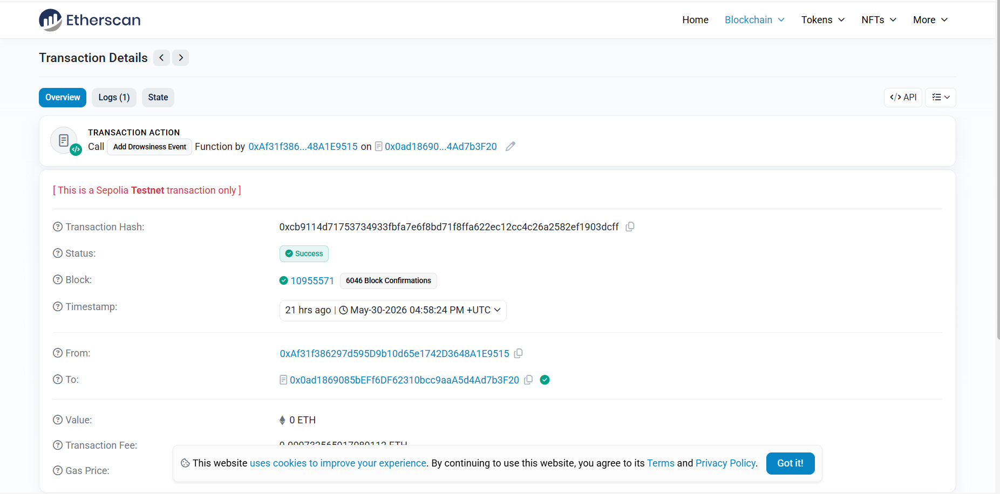 Etherscan
Home Blockchain Tokens NFTs More
Transaction Details
Overview Logs (1) State
</> API
TRANSACTION ACTION
Call Add Drowsiness Event Function by 0xAf31f386...48A1E9515 on 0x0ad18690...4Ad7b3F20
[ This is a Sepolia Testnet transaction only ]
Transaction Hash: 0xcb9114d71753734933fbfa7e6f8bd71f8ffa622ec12cc4c26a2582ef1903dcff
Status: Success
Block: 10955571 6046 Block Confirmations
Timestamp: 21 hrs ago | May-30-2026 04:58:24 PM +UTC
From: 0xAf31f386297d595D9b10d65e1742D3648A1E9515
To: 0x0ad1869085bEFf6DF62310bcc9aaA5d4Ad7b3F20
Value: 0 ETH
Transaction Fee: ETH
This website uses cookies to improve your experience. By continuing to use this website, you agree to its Terms and Privacy Policy. Got it!
Gas Price: